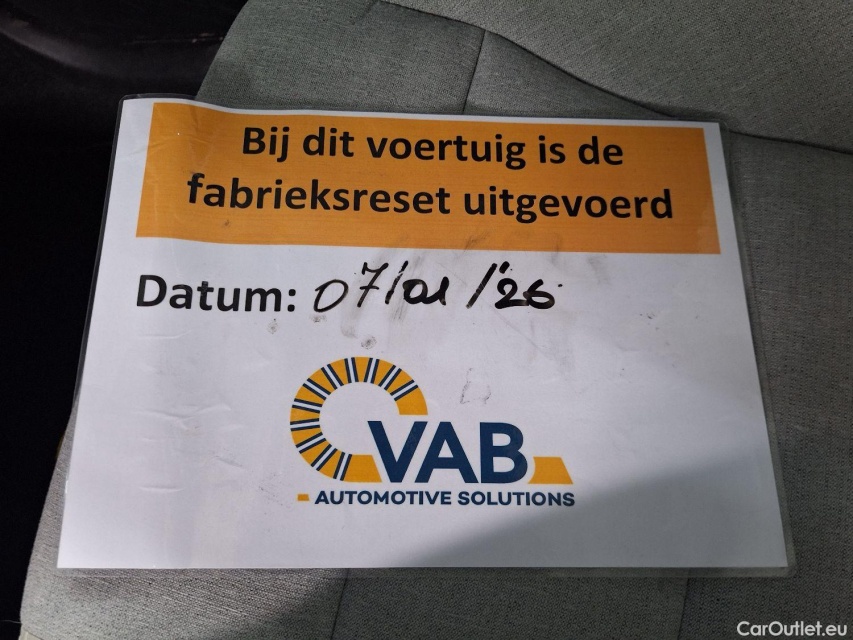 Bij dit voertuig is de
fabrieksreset uitgevoerd
Datum: 07/01/'26
VAB
AUTOMOTIVE SOLUTIONS
CarOutlet.eu